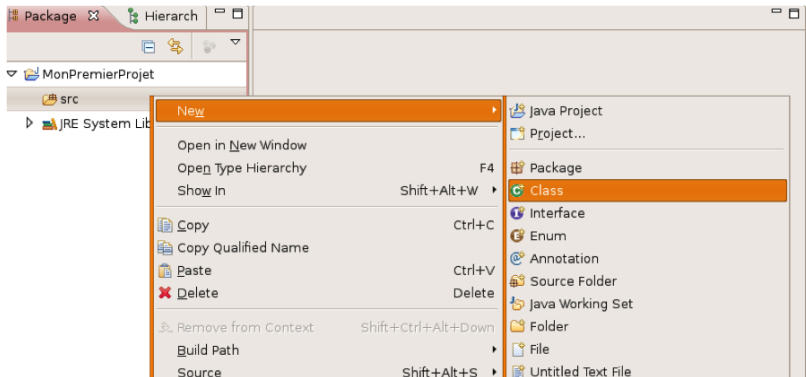 Package Hierarch
MonPremierProjet
src
JRE System Lib
New
Open in New Window
Open Type Hierarchy F4
Show In Shift+Alt+W
Copy Ctrl+C
Copy Qualified Name
Paste Ctrl+V
Delete Delete
Remove from Context Shift+Ctrl+Alt+Down
Build Path
Source Shift+Alt+S
Java Project
Project...
Package
Class
Interface
Enum
Annotation
Source Folder
Java Working Set
Folder
File
Untitled Text File